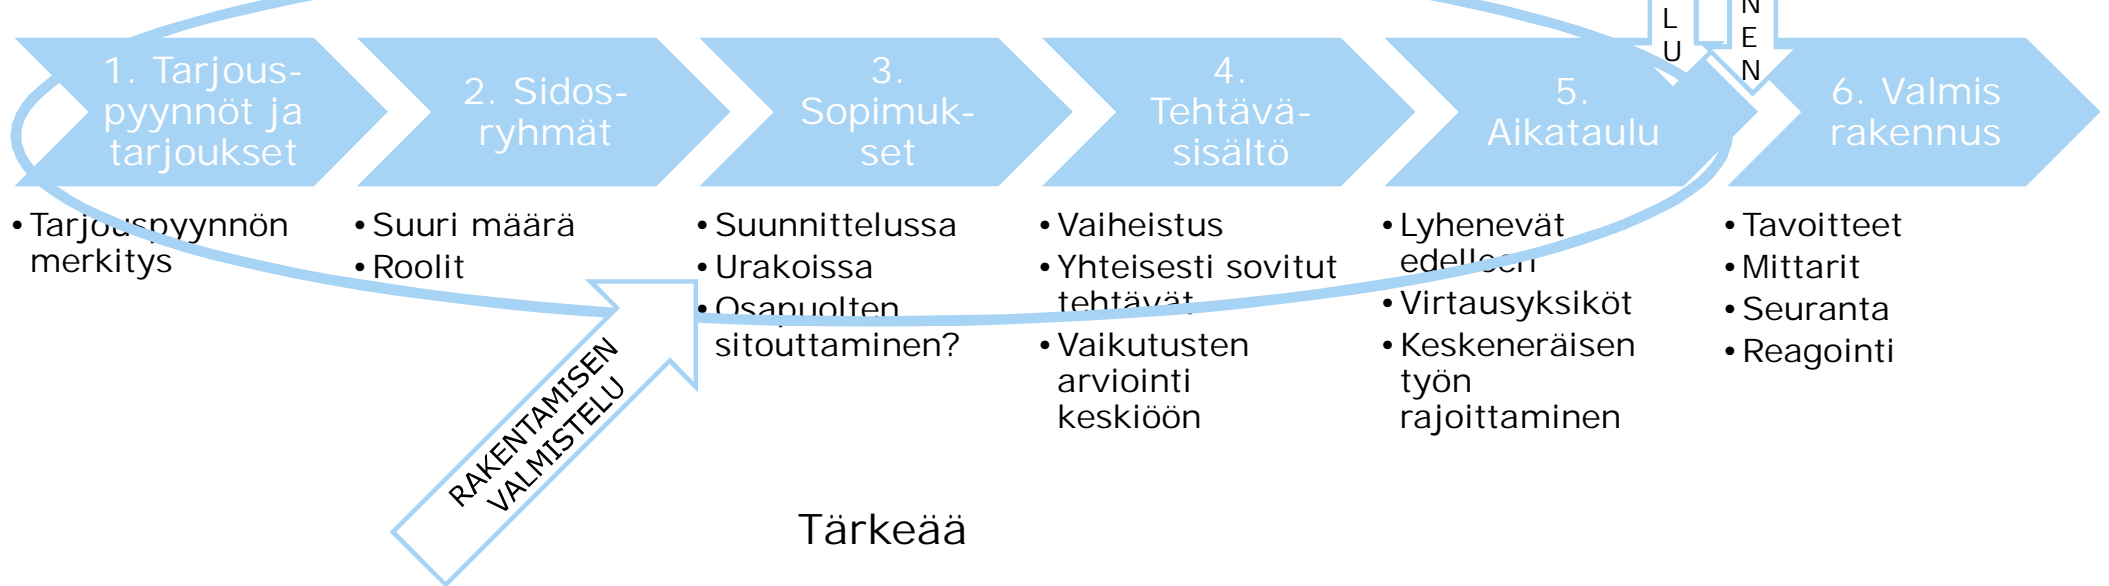 L
U
N
E
N
1. Tarjous-
pyynnöt ja
tarjoukset
2. Sidos-
ryhmät
3.
Sopimuk-
set
4.
Tehtävä-
sisältö
5.
Aikataulu
6. Valmis
rakennus
• Tarjouspyynnön
merkitys
• Suuri määrä
• Roolit
• Suunnittelussa
• Urakoissa
• Osapuolten
sitouttaminen?
• Vaiheistus
• Yhteisesti sovitut
tehtävät
• Vaikutusten
arviointi
keskiöön
• Lyhenevät
edelleen
• Virtausyksiköt
• Keskeneräisen
työn
rajoittaminen
• Tavoitteet
• Mittarit
• Seuranta
• Reagointi
RAKENTAMISEN
VALMISTELU
Tärkeää